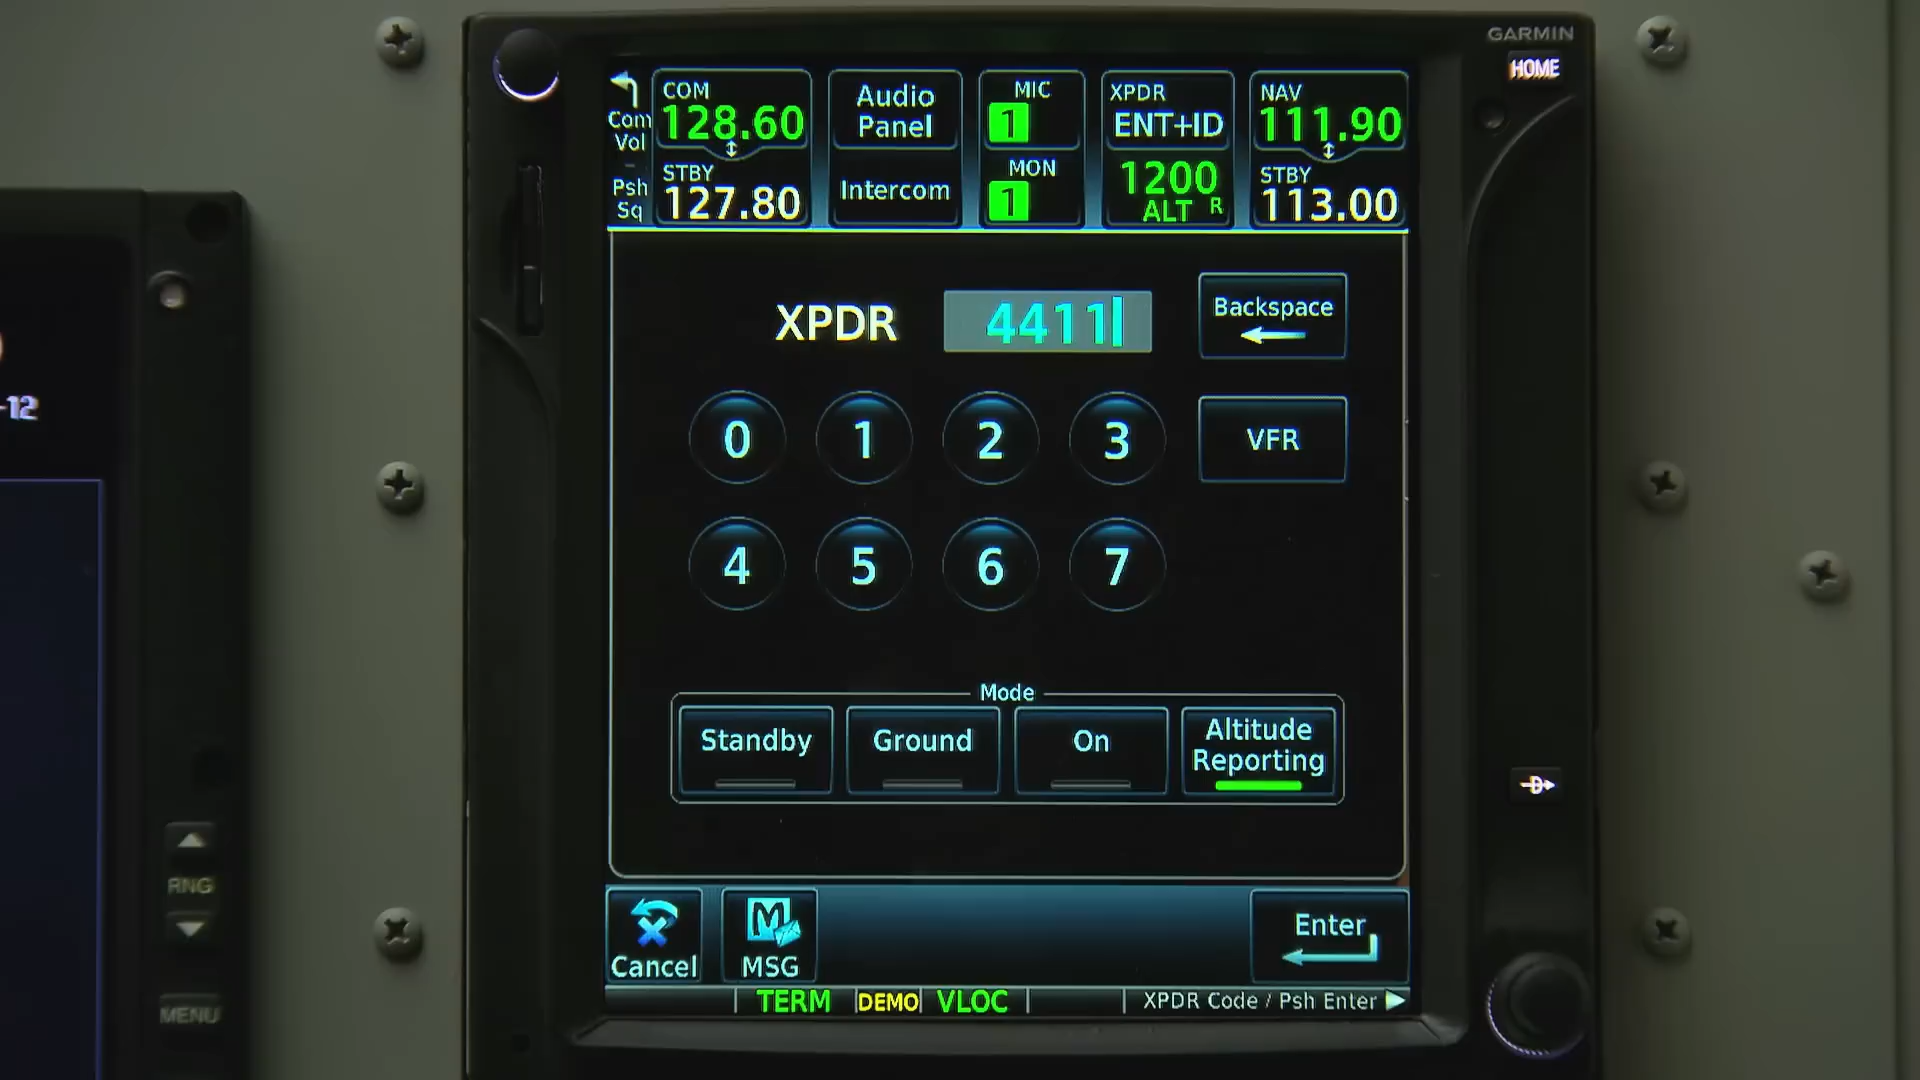 GARMIN
HOME
Com
Vol
Psh
Sq
COM
128.60
STBY
127.80
Audio
Panel
Intercom
MIC
1
MON
1
XPDR
ENT+ID
1200
ALT R
NAV
111.90
STBY
113.00
XPDR 4411
Backspace
0 1 2 3
VFR
4 5 6 7
Mode
Standby
Ground
On
Altitude
Reporting
Cancel
MSG
Enter
TERM DEMO VLOC
XPDR Code / Psh Enter
-12
RNG
MENU